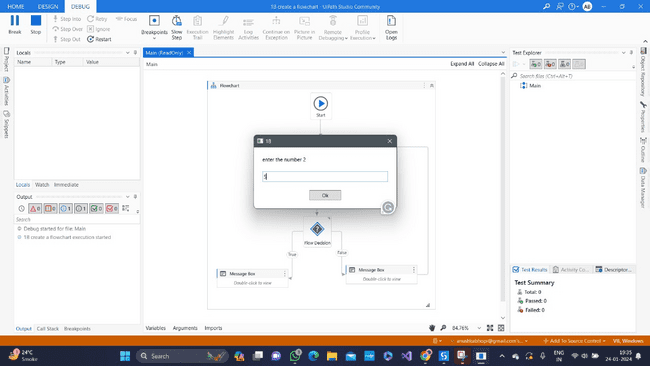 HOME DESIGN DEBUG
18 create a flowchart - UiPath Studio Community
Break
Stop
Step Into
Step Over
Step Out
Retry
Ignore
Restart
Focus
Breakpoints
Slow Step
Execution Trail
Highlight Elements
Log Activities
Continue on Exception
Picture in Picture
Remote Debugging
Profile Execution
Open Logs
Locals
Name Type Value
Locals Watch Immediate
Output
Search
Debug started for file: Main
18 create a flowchart execution started
Output Call Stack Breakpoints
Project
Activities
Snippets
Main (ReadOnly)
Main
Expand All Collapse All
Flowchart
Start
18
enter the number 2
5
Ok
Flow Decision
True
False
Message Box
Double-click to view
Message Box
Double-click to view
Variables Arguments Imports
84.76%
Test Explorer
Search files (Ctrl+Alt+T)
Main
Test Results Activity Co... Descriptor...
Test Summary
Total: 0
Passed: 0
Failed: 0
Object Repository
Properties
Outline
Data Manager
Add To Source Control
VB, Windows
24°C
Smoke
Search
ENG
IN
19:35
24-01-2024